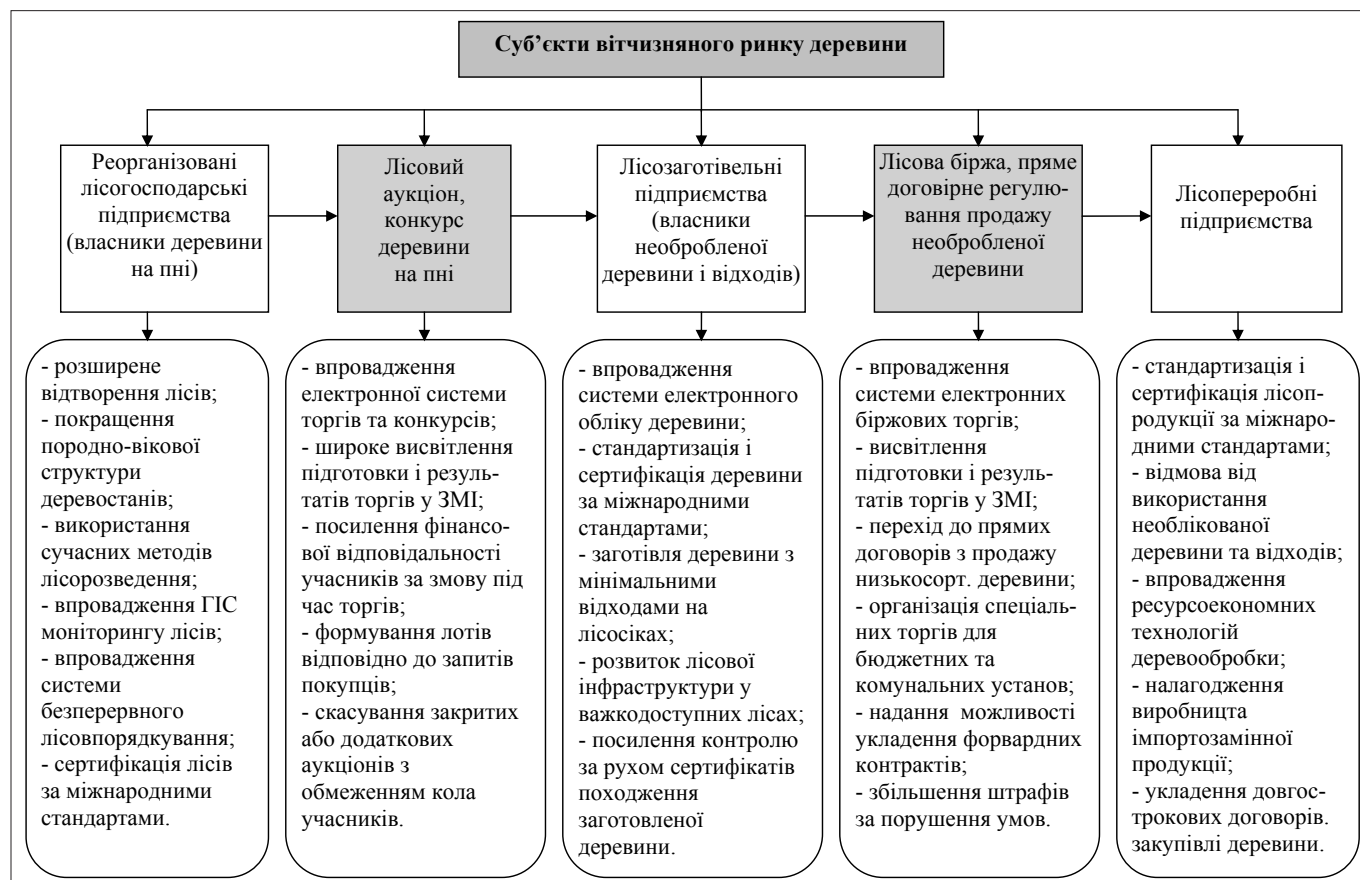 Суб’єкти вітчизняного ринку деревини
Реорганізовані
лісогосподарські
підприємства
(власники деревини
на пні)
Лісовий
аукціон,
конкурс
деревини
на пні
Лісозаготівельні
підприємства
(власники
необробленої
деревини і відходів)
Лісова біржа, пряме
договірне регулю-
вання продажу
необробленої
деревини
Лісопереробні
підприємства
- розширене
відтворення лісів;
- покращення
породно-вікової
структури
деревостанів;
- використання
сучасних методів
лісорозведення;
- впровадження ГІС
моніторингу лісів;
- впровадження
системи
безперервного
лісовпорядкування;
- сертифікація лісів
за міжнародними
стандартами.
- впровадження
електронної системи
торгів та конкурсів;
- широке висвітлення
підготовки і резуль-
татів торгів у ЗМІ;
- посилення фінансо-
вої відповідальності
учасників за змову під
час торгів;
- формування лотів
відповідно до запитів
покупців;
- скасування закритих
або додаткових
аукціонів з
обмеженням кола
учасників.
- впровадження
системи електронного
обліку деревини;
- стандартизація і
сертифікація деревини
за міжнародними
стандартами;
- заготівля деревини з
мінімальними
відходами на
лісосіках;
- розвиток лісової
інфраструктури у
важкодоступних лісах;
- посилення контролю
за рухом сертифікатів
походження
заготовленої
деревини.
- впровадження
системи електронних
біржових торгів;
- висвітлення
підготовки і резуль-
татів торгів у ЗМІ;
- перехід до прямих
договорів з продажу
низькосорт. деревини;
- організація спеціаль-
них торгів для
бюджетних та
комунальних установ;
- надання можливості
укладення форвардних
контрактів;
- збільшення штрафів
за порушення умов.
- стандартизація і
сертифікація лісоп-
родукції за міжнаро-
дними стандартами;
- відмова від
використання
необлікованої
деревини та відходів;
- впровадження
ресурсоекономних
технологій
деревообробки;
- налагодження
виробницта
імпортозамінної
продукції;
- укладення довгос-
трокових договорів.
закупівлі деревини.